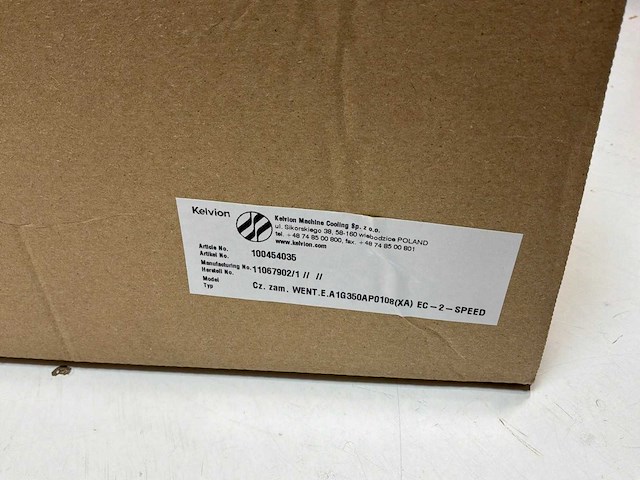 Kelvion
Kelvion Machine Cooling Sp. z o.o.
ul. Sikorskiego 38, 58-160 wiebodzice POLAND
tel. +48 74 85 00 800, fax. +48 74 85 00 801
www.kelvion.com
Article No.
Artikel No. 100454035
Manufacturing No.
Herstell No. 11067902/1 // //
Model
Typ Cz. zam. WENT.E.A1G350AP0108(XA) EC-2-SPEED